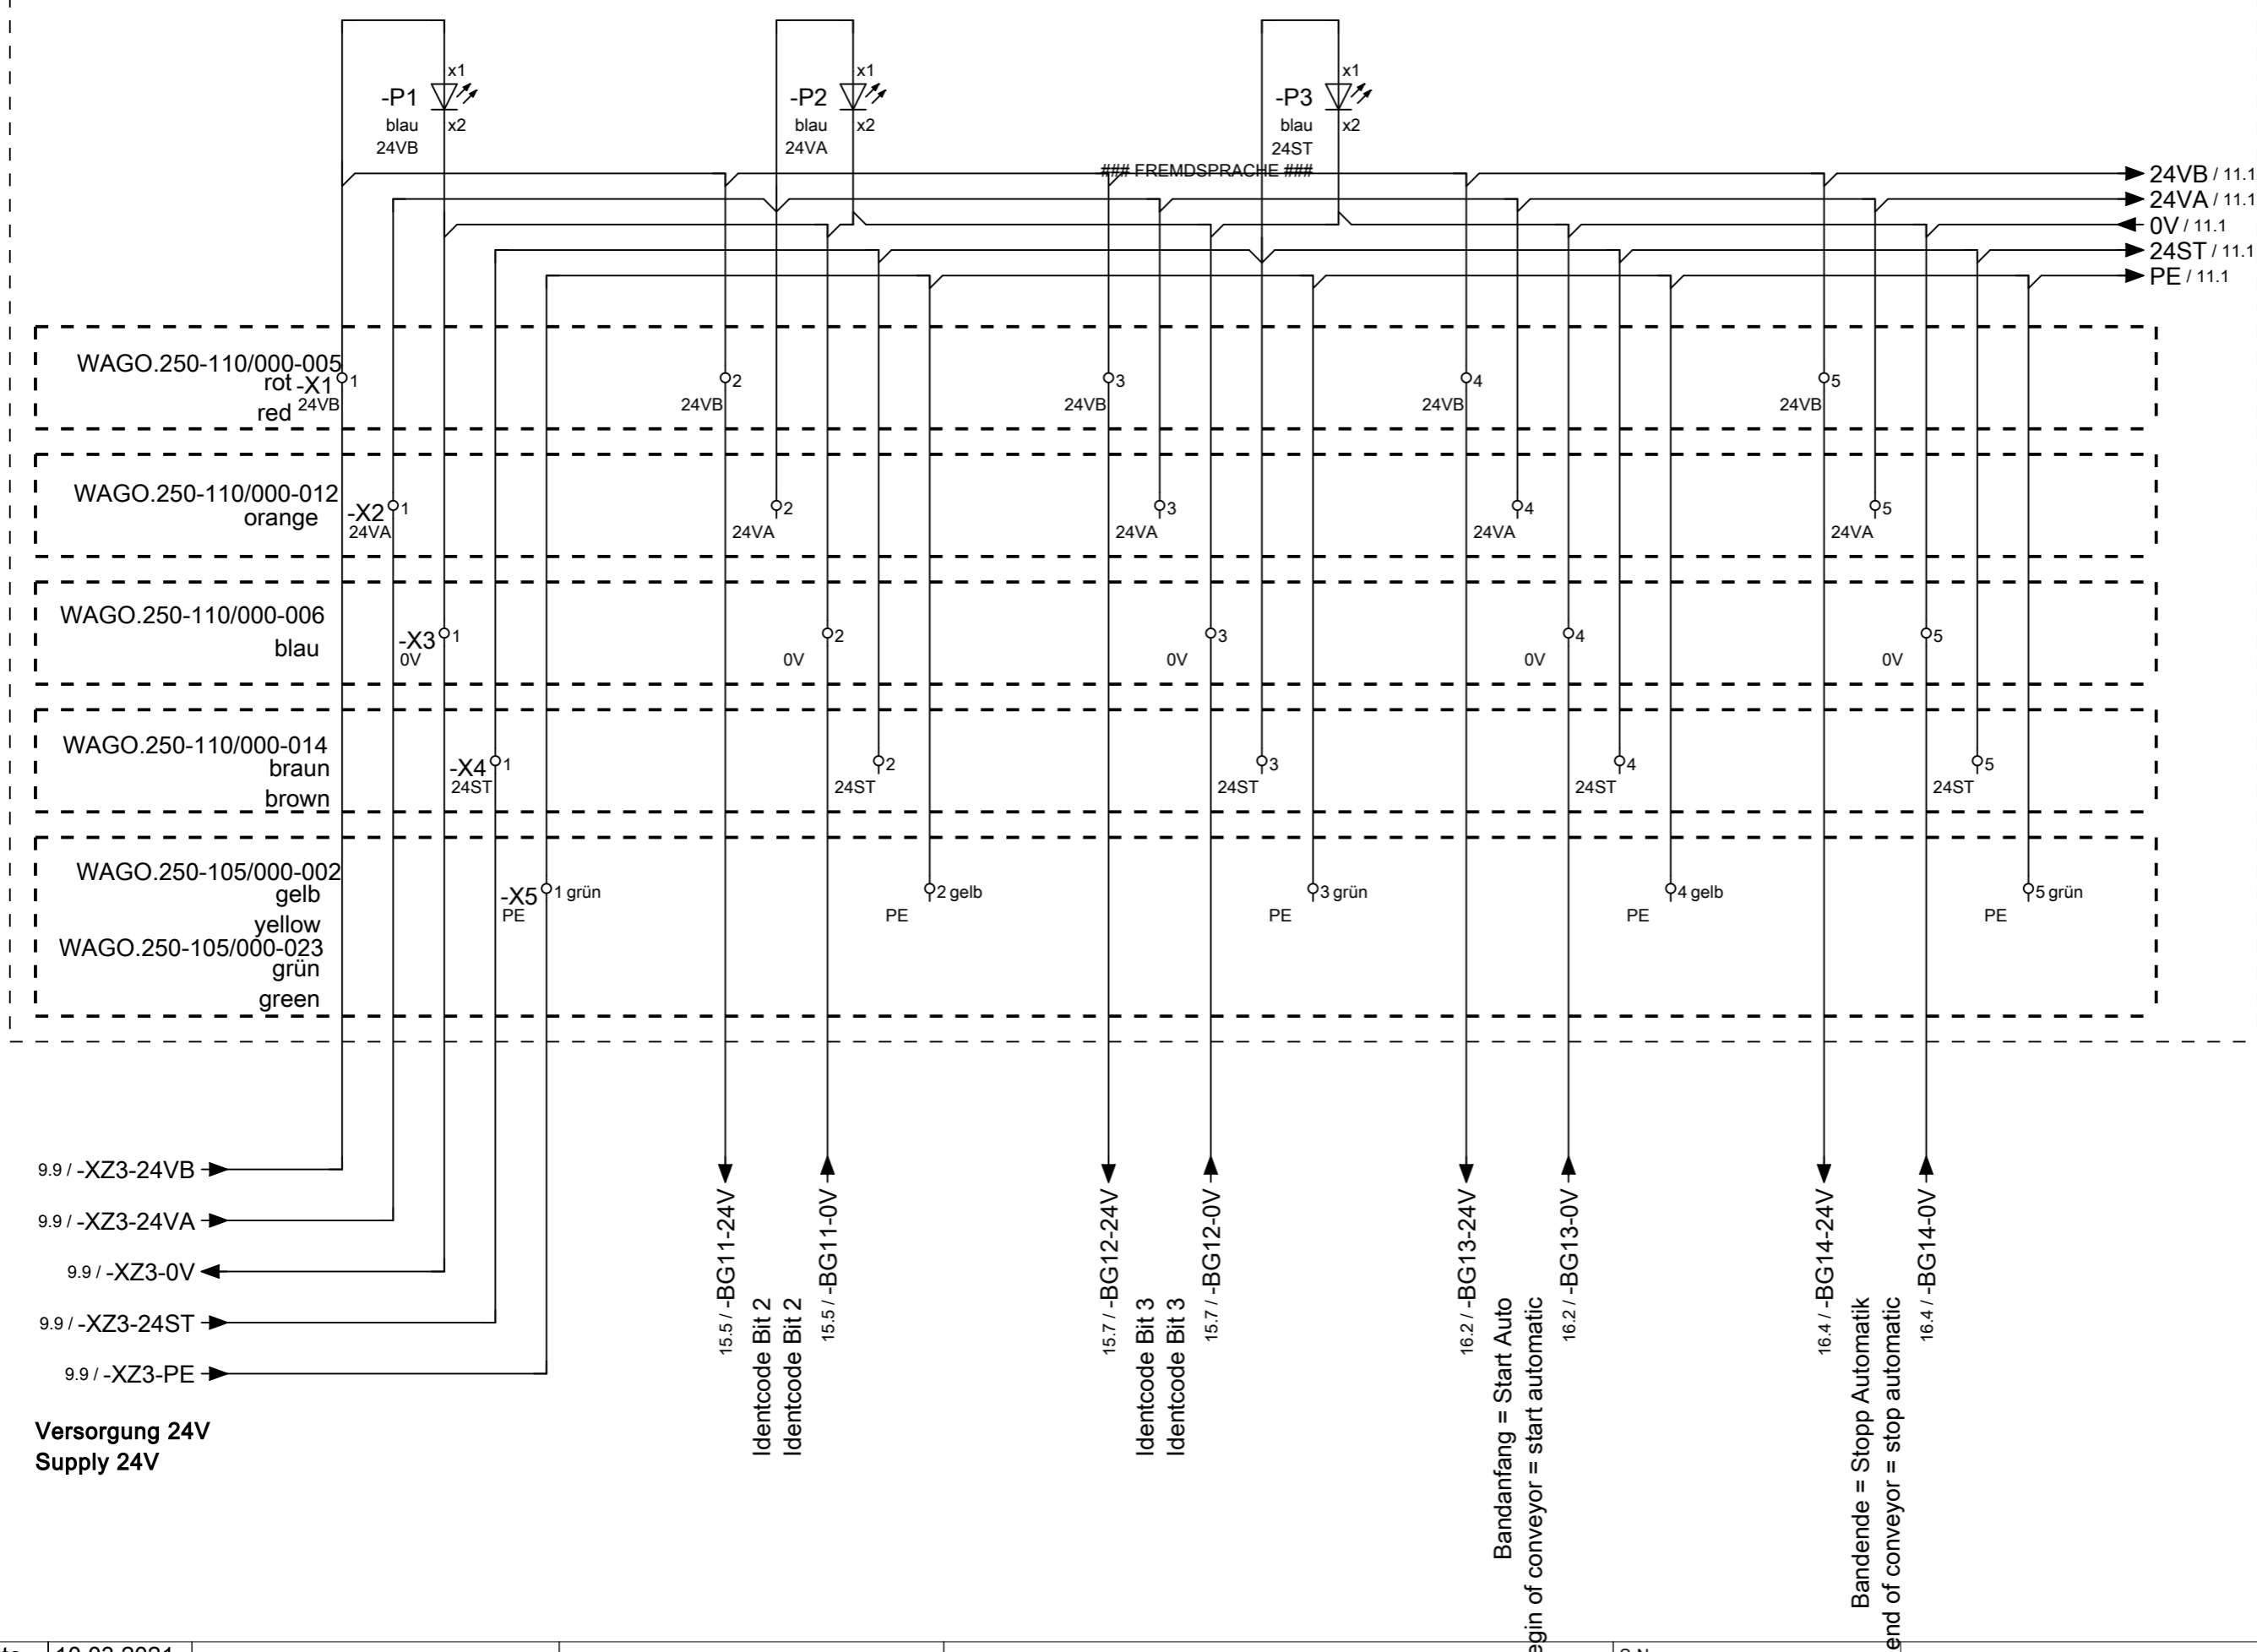 x1
-P1
blau
x2
24VB
x1
-P2
blau
x2
24VA
x1
-P3
blau
x2
24ST
### FREMDSPRACHE ###
24VB / 11.1
24VA / 11.1
0V / 11.1
24ST / 11.1
PE / 11.1
WAGO.250-110/000-005
rot
red
-X1
24VB
1
2
24VB
3
24VB
4
24VB
5
24VB
WAGO.250-110/000-012
orange
-X2
24VA
1
2
24VA
3
24VA
4
24VA
5
24VA
WAGO.250-110/000-006
blau
-X3
0V
1
2
0V
3
0V
4
0V
5
0V
WAGO.250-110/000-014
braun
brown
-X4
24ST
1
2
24ST
3
24ST
4
24ST
5
24ST
WAGO.250-105/000-002
gelb
yellow
WAGO.250-105/000-023
grün
green
-X5
PE
1 grün
2 gelb
PE
3 grün
PE
4 gelb
PE
5 grün
PE
9.9 / -XZ3-24VB
9.9 / -XZ3-24VA
9.9 / -XZ3-0V
9.9 / -XZ3-24ST
9.9 / -XZ3-PE
Versorgung 24V
Supply 24V
15.5 / -BG11-24V
Identcode Bit 2
Identcode Bit 2
15.5 / -BG11-0V
15.7 / -BG12-24V
Identcode Bit 3
Identcode Bit 3
15.7 / -BG12-0V
16.2 / -BG13-24V
Bandanfang = Start Auto
egin of conveyor = start automatic
16.2 / -BG13-0V
16.4 / -BG14-24V
Bandende = Stopp Automatik
end of conveyor = stop automatic
16.4 / -BG14-0V